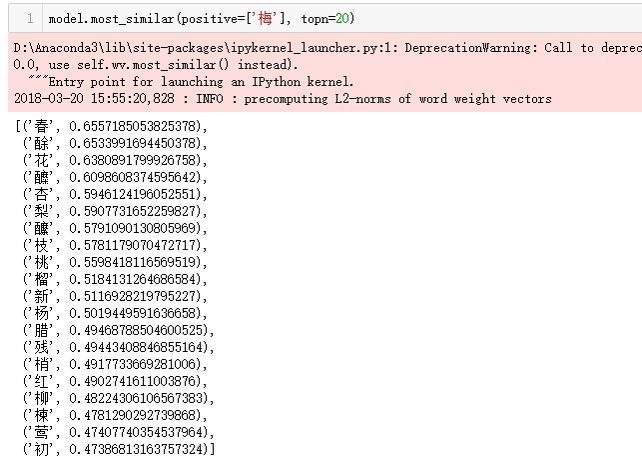 1 model.most_similar(positive=['梅'], topn=20)
D:\Anaconda3\lib\site-packages\ipykernel_launcher.py:1: DeprecationWarning: Call to deprec
0.0, use self.wv.most_similar() instead).
"""Entry point for launching an IPython kernel.
2018-03-20 15:55:20,828 : INFO : precomputing L2-norms of word weight vectors
[('春', 0.6557185053825378),
('酴', 0.6533991694450378),
('花', 0.6380891799926758),
('醿', 0.6098608374595642),
('杏', 0.5946124196052551),
('梨', 0.5907731652259827),
('醾', 0.5791090130805969),
('枝', 0.5781179070472717),
('桃', 0.5598418116569519),
('榴', 0.5184131264686584),
('新', 0.5116928219795227),
('杨', 0.5019449591636658),
('腊', 0.49468788504600525),
('残', 0.49443408846855164),
('梢', 0.4917733669281006),
('红', 0.4902741611003876),
('柳', 0.48224306106567383),
('楝', 0.4781290292739868),
('莺', 0.47407740354537964),
('初', 0.47386813163757324)]